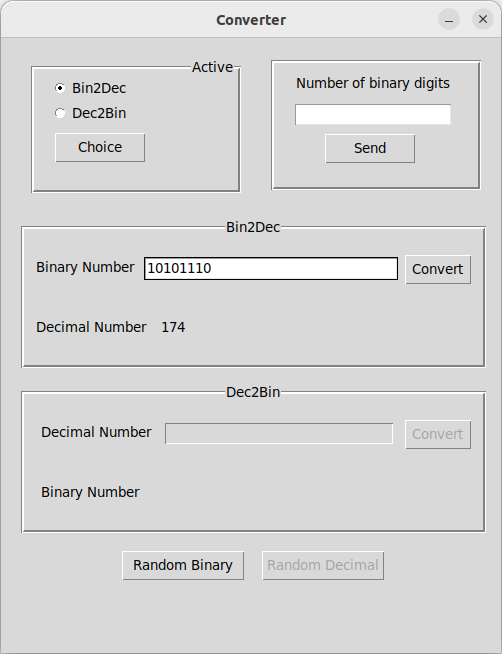 Converter
Active
Bin2Dec
Dec2Bin
Choice
Number of binary digits
Send
Bin2Dec
Binary Number 10101110 Convert
Decimal Number 174
Dec2Bin
Decimal Number Convert
Binary Number
Random Binary Random Decimal